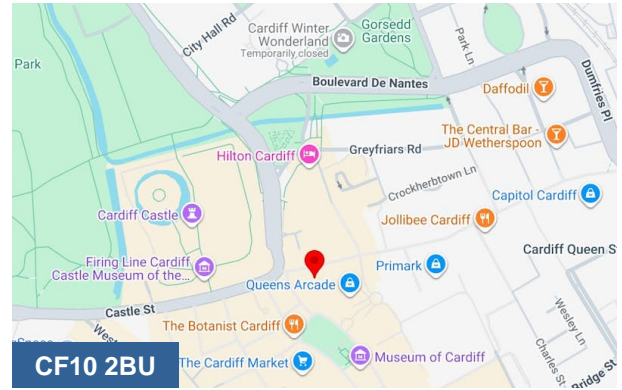 City Hall Rd
Cardiff Winter
Wonderland
Temporarily closed
Gorsedd
Gardens
Park Ln
Park
Boulevard De Nantes
Dumfries Pl
Daffodil
The Central Bar -
JD Wetherspoon
Hilton Cardiff
Greyfriars Rd
Crockherbtown Ln
Capitol Cardiff
Cardiff Castle
Jollibee Cardiff
Firing Line Cardiff
Castle Museum of the...
Cardiff Queen S
Primark
Queens Arcade
Castle St
Wesley Ln
The Botanist Cardiff
West
Charles St
The Cardiff Market
Museum of Cardiff
Bridge St
CF10 2BU